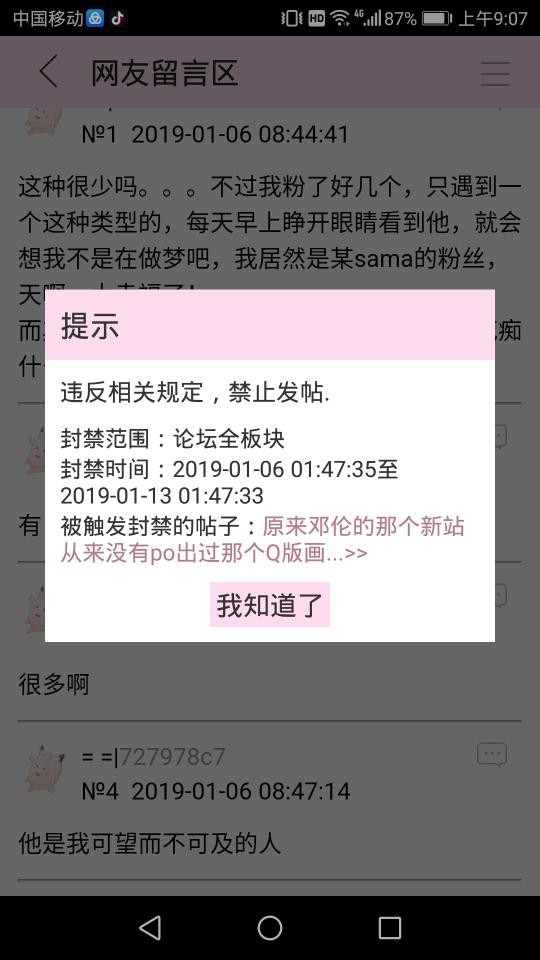 中国移动
HD
4G
87%
上午9:07
网友留言区
№1 2019-01-06 08:44:41
这种很少吗。。。不过我粉了好几个，只遇到一
个这种类型的，每天早上睁开眼睛看到他，就会
想我不是在做梦吧，我居然是某sama的粉丝，
而
痴
什
提示
违反相关规定，禁止发帖.
封禁范围：论坛全板块
封禁时间：2019-01-06 01:47:35至
2019-01-13 01:47:33
被触发封禁的帖子：原来邓伦的那个新站
从来没有po出过那个Q版画...>>
我知道了
有
很多啊
= =|727978c7
№4 2019-01-06 08:47:14
他是我可望而不可及的人